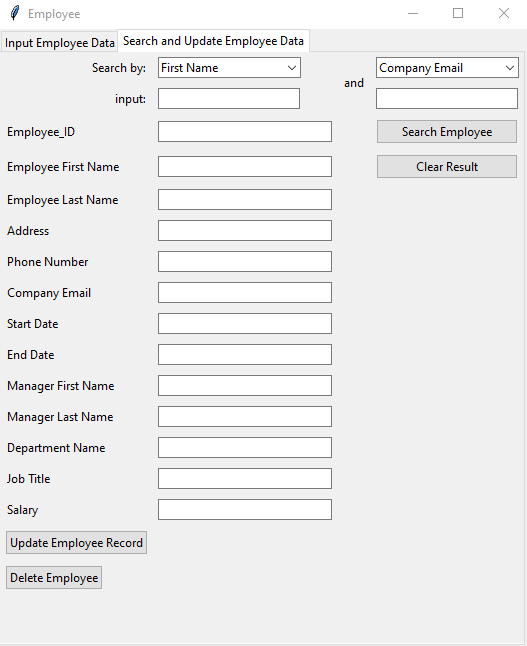 Employee
Input Employee Data Search and Update Employee Data
Search by: First Name and Company Email
input:
Employee_ID Search Employee
Employee First Name Clear Result
Employee Last Name
Address
Phone Number
Company Email
Start Date
End Date
Manager First Name
Manager Last Name
Department Name
Job Title
Salary
Update Employee Record
Delete Employee